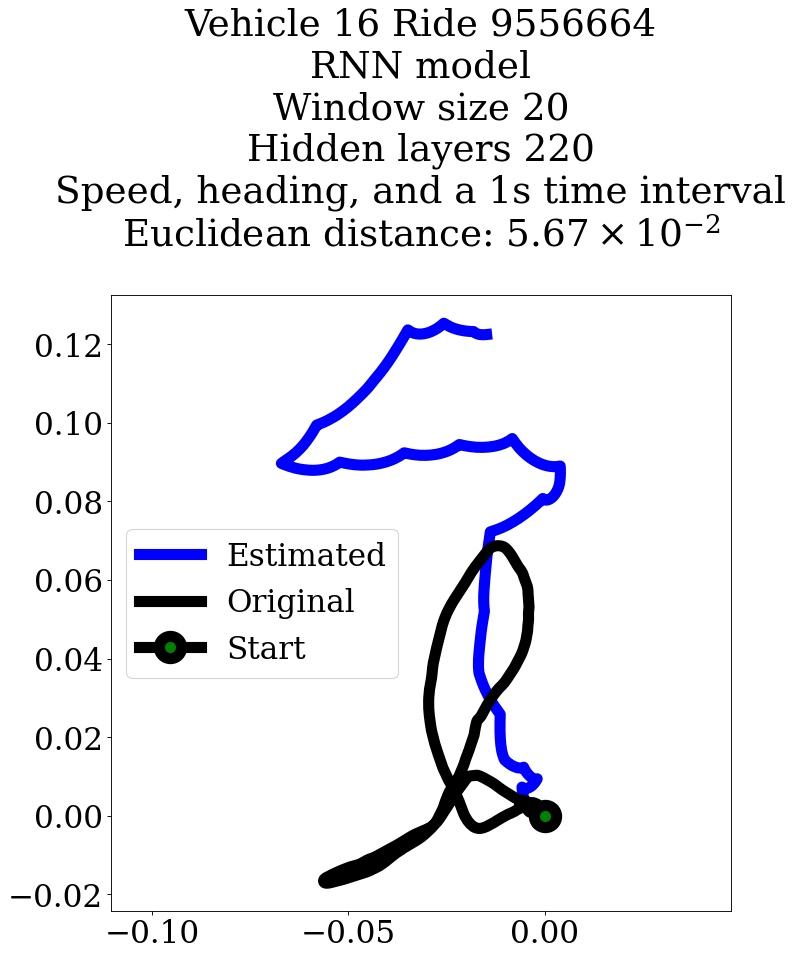 Vehicle 16 Ride 9556664
RNN model
Window size 20
Hidden layers 220
Speed, heading, and a 1s time interval
Euclidean distance: 5.67 × 10⁻²
0.12
0.10
0.08
0.06
0.04
0.02
0.00
−0.02
Estimated
Original
Start
−0.10
−0.05
0.00